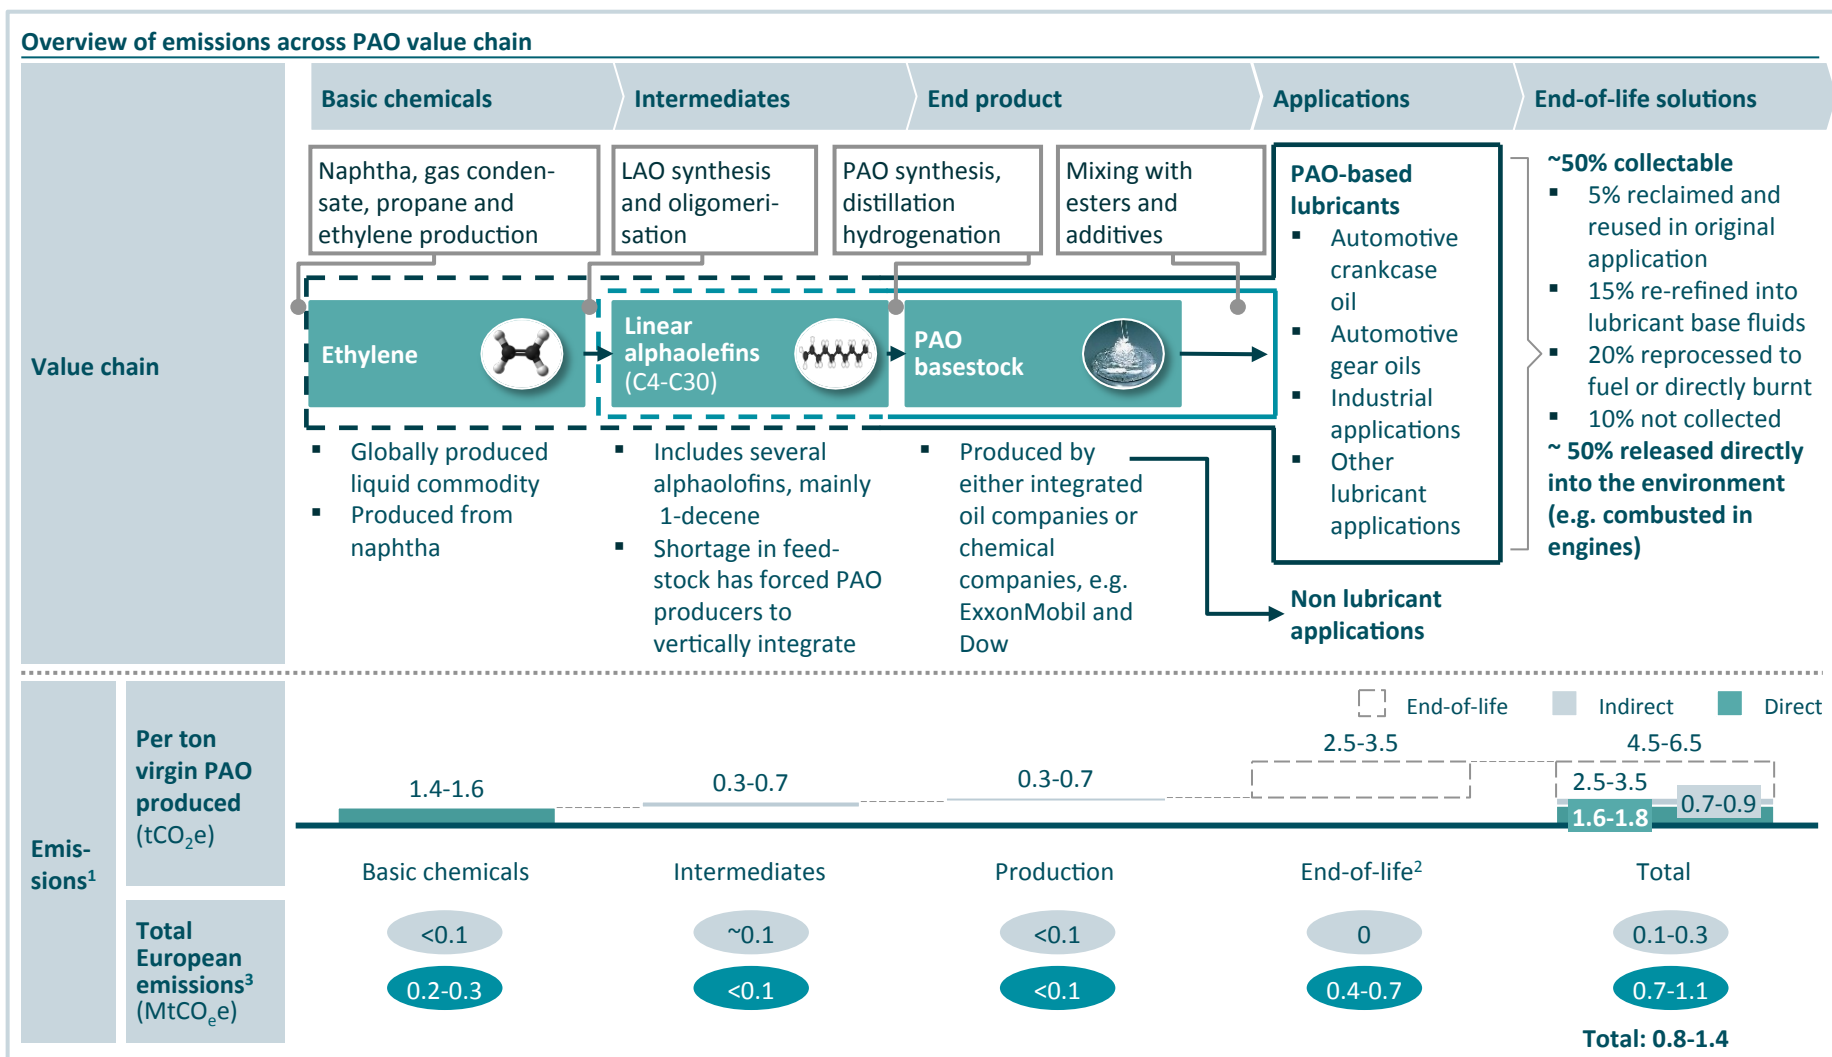 Overview of emissions across PAO value chain
Value chain
Basic chemicals
Intermediates
End product
Applications
End-of-life solutions
Naphtha, gas conden-
sate, propane and
ethylene production
LAO synthesis
and oligomeri-
sation
PAO synthesis,
distillation
hydrogenation
Mixing with
esters and
additives
Ethylene
Linear
alphaolefins
(C4-C30)
PAO
basestock
▪ Globally produced
liquid commodity
▪ Produced from
naphtha
▪ Includes several
alphaolofins, mainly
1-decene
▪ Shortage in feed-
stock has forced PAO
producers to
vertically integrate
▪ Produced by
either integrated
oil companies or
chemical
companies, e.g.
ExxonMobil and
Dow
PAO-based
lubricants
▪ Automotive
crankcase
oil
▪ Automotive
gear oils
▪ Industrial
applications
▪ Other
lubricant
applications
Non lubricant
applications
~50% collectable
▪ 5% reclaimed and
reused in original
application
▪ 15% re-refined into
lubricant base fluids
▪ 20% reprocessed to
fuel or directly burnt
▪ 10% not collected
~ 50% released directly
into the environment
(e.g. combusted in
engines)
Emis-
sions¹
Per ton
virgin PAO
produced
(tCO₂e)
End-of-life
Indirect
Direct
1.4-1.6
0.3-0.7
0.3-0.7
2.5-3.5
4.5-6.5
2.5-3.5
0.7-0.9
1.6-1.8
Basic chemicals
Intermediates
Production
End-of-life²
Total
Total
European
emissions³
(MtCOₑe)
<0.1
~0.1
<0.1
0
0.1-0.3
0.2-0.3
<0.1
<0.1
0.4-0.7
0.7-1.1
Total: 0.8-1.4